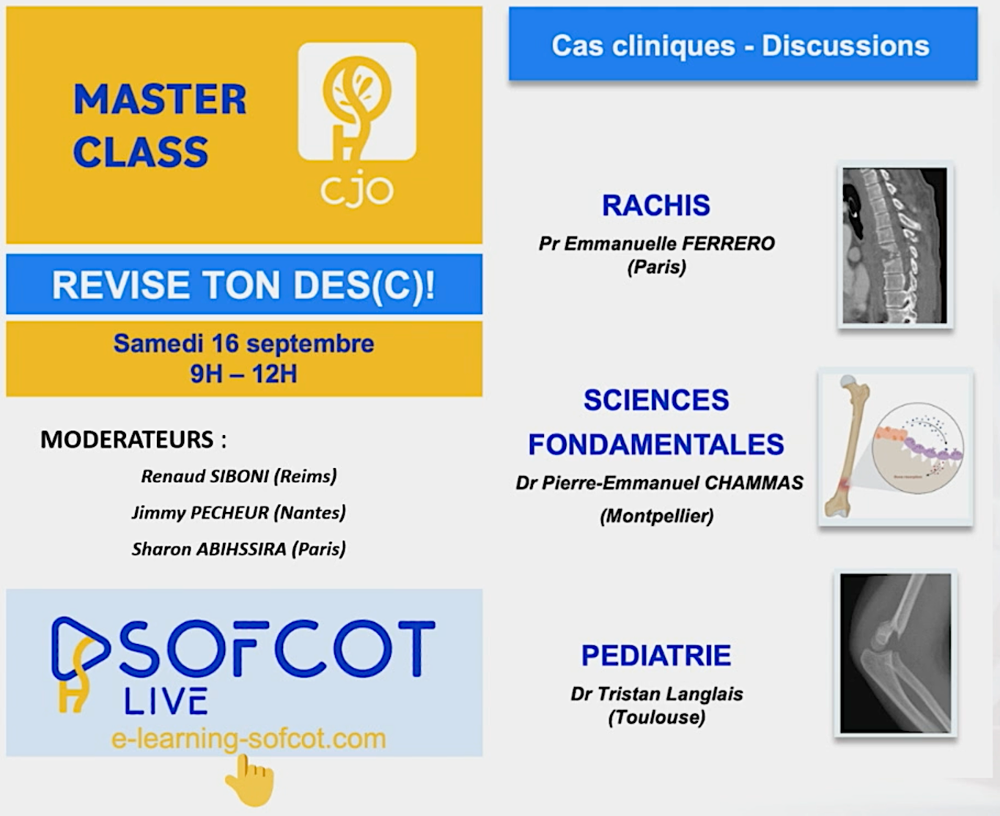 MASTER
CLASS
cjo
REVISE TON DES(C)!
Samedi 16 septembre
9H – 12H
MODERATEURS :
Renaud SIBONI (Reims)
Jimmy PECHEUR (Nantes)
Sharon ABIHSSIRA (Paris)
SOFCOT
LIVE
e-learning-sofcot.com
Cas cliniques - Discussions
RACHIS
Pr Emmanuelle FERRERO
(Paris)
SCIENCES
FONDAMENTALES
Dr Pierre-Emmanuel CHAMMAS
(Montpellier)
Bone resorption
PEDIATRIE
Dr Tristan Langlais
(Toulouse)